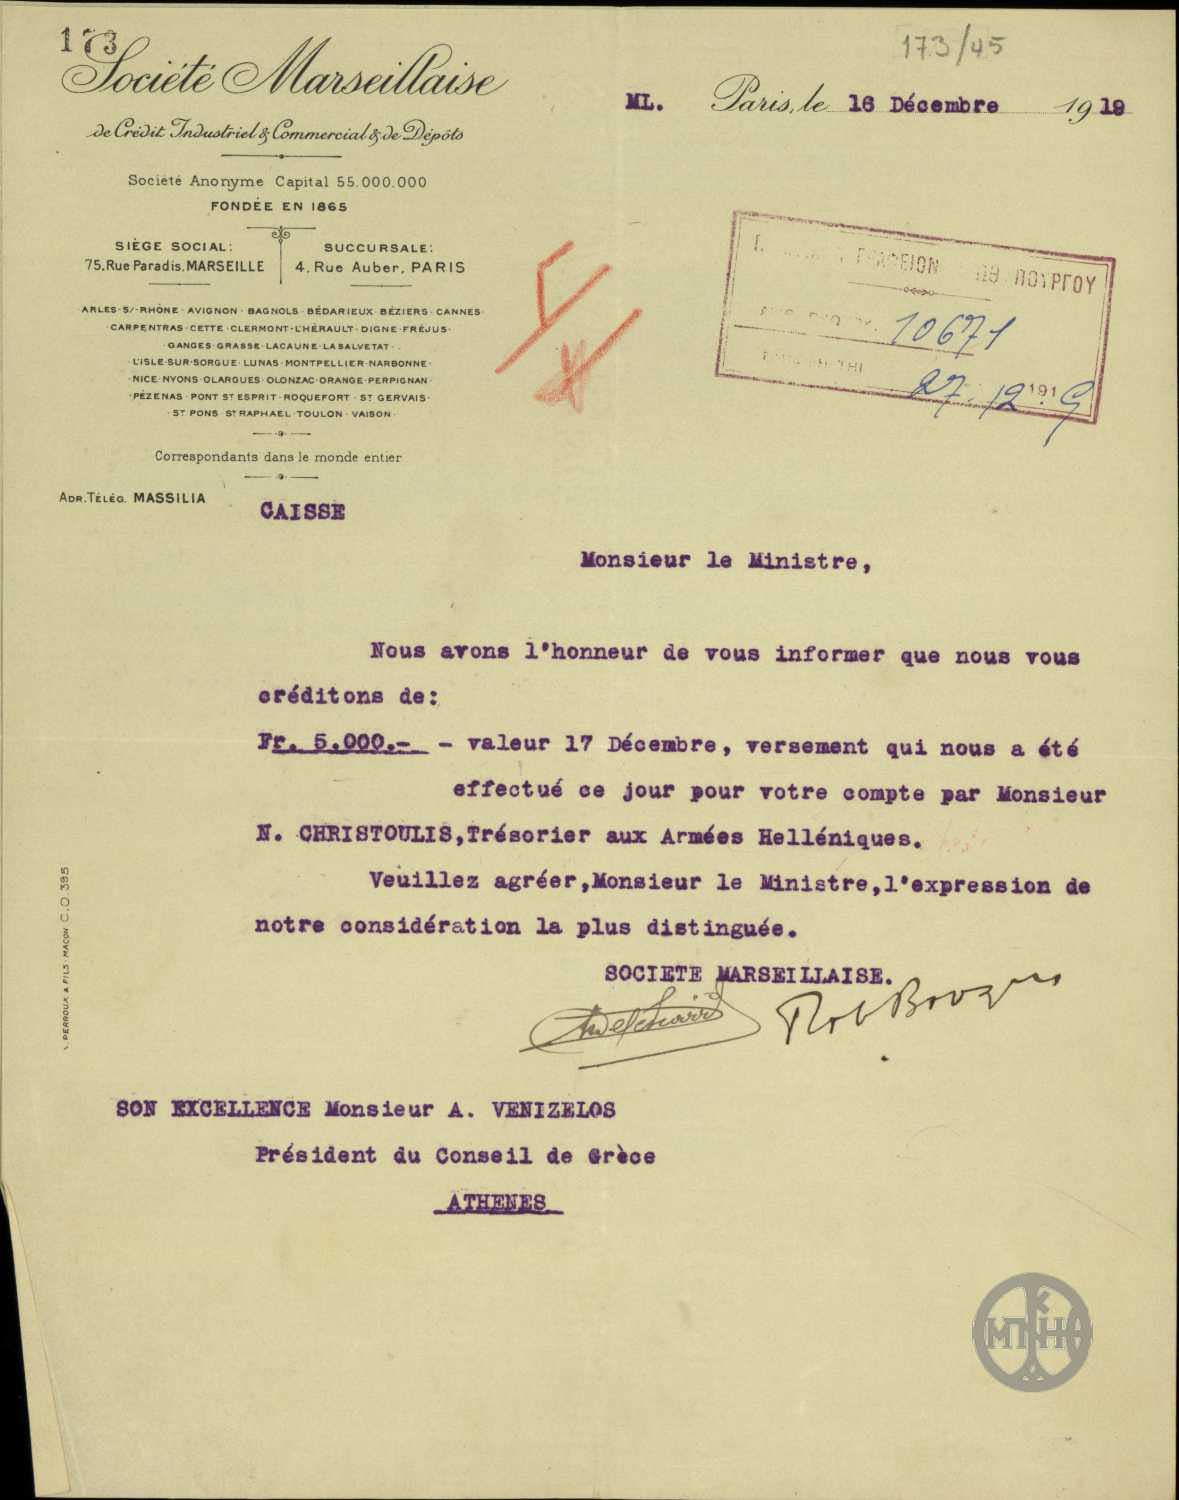 173
173/45
Société Marseillaise
de Crédit Industriel & Commercial & de Dépôts
Société Anonyme Capital 55.000.000
FONDÉE EN 1865
SIÈGE SOCIAL:
75, Rue Paradis, MARSEILLE
SUCCURSALE:
4, Rue Auber, PARIS
ARLES-S/-RHÔNE · AVIGNON · BAGNOLS · BÉDARIEUX · BÉZIERS · CANNES ·
· CARPENTRAS · CETTE · CLERMONT-L'HÉRAULT · DIGNE · FRÉJUS ·
· GANGES · GRASSE · LACAUNE · LA SALVETAT ·
· L'ISLE-SUR-SORGUE · LUNAS · MONTPELLIER · NARBONNE ·
· NICE · NYONS · OLARGUES · OLONZAC · ORANGE · PERPIGNAN ·
· PÉZENAS · PONT ST ESPRIT · ROQUEFORT · ST GERVAIS ·
· ST PONS · ST RAPHAEL · TOULON · VAISON ·
Correspondants dans le monde entier
ADR. TÉLÉG. MASSILIA
ML. Paris, le 16 Décembre 1919
ΠΟΥΡΓΟΥ
10671
27.12.1919
CAISSE
Monsieur le Ministre,
Nous avons l'honneur de vous informer que nous vous
créditons de:
Fr. 5.000.- - valeur 17 Décembre, versement qui nous a été
effectué ce jour pour votre compte par Monsieur
N. CHRISTOULIS,Trésorier aux Armées Helléniques.
Veuillez agréer,Monsieur le Ministre,l'expression de
notre considération la plus distinguée.
SOCIETE MARSEILLAISE.
SON EXCELLENCE Monsieur A. VENIZELOS
Président du Conseil de Grèce
ATHENES
PERROUX & FILS · MACON C.O 395
ΜΠΚΗ